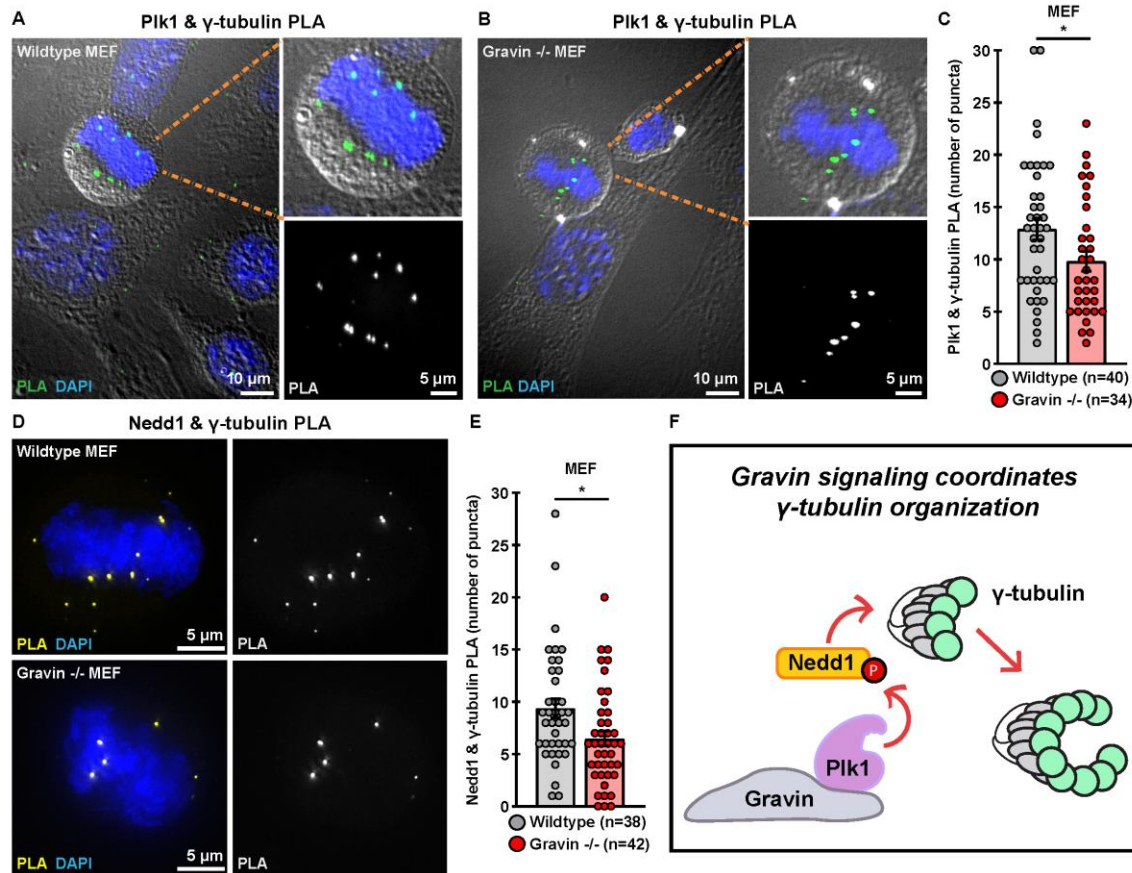 A
Plk1 & γ-tubulin PLA
Wildtype MEF
PLA DAPI
10 μm
5 μm
PLA
5 μm
B
Plk1 & γ-tubulin PLA
Gravin -/- MEF
PLA DAPI
10 μm
PLA
5 μm
C
MEF
*
Plk1 & γ-tubulin PLA (number of puncta)
30
25
20
15
10
5
0
Wildtype (n=40)
Gravin -/- (n=34)
D
Nedd1 & γ-tubulin PLA
Wildtype MEF
PLA DAPI
5 μm
PLA
Gravin -/- MEF
PLA DAPI
5 μm
PLA
E
MEF
*
Nedd1 & γ-tubulin PLA (number of puncta)
30
25
20
15
10
5
0
Wildtype (n=38)
Gravin -/- (n=42)
F
Gravin signaling coordinates
γ-tubulin organization
γ-tubulin
Nedd1
P
Plk1
Gravin